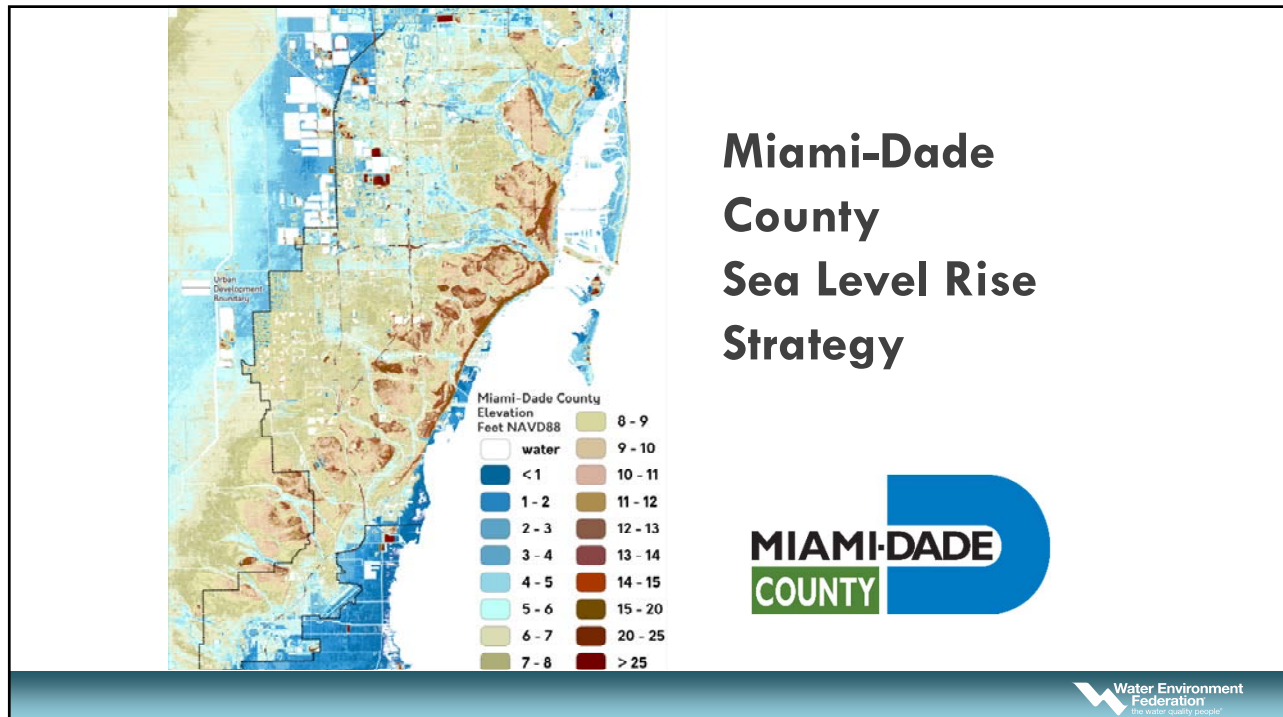 Miami-Dade
County
Sea Level Rise
Strategy
Urban
Development
Boundary
Miami-Dade County
Elevation
Feet NAVD88
water
< 1
1 - 2
2 - 3
3 - 4
4 - 5
5 - 6
6 - 7
7 - 8
8 - 9
9 - 10
10 - 11
11 - 12
12 - 13
13 - 14
14 - 15
15 - 20
20 - 25
> 25
MIAMI-DADE
COUNTY
Water Environment
Federation
the water quality people®